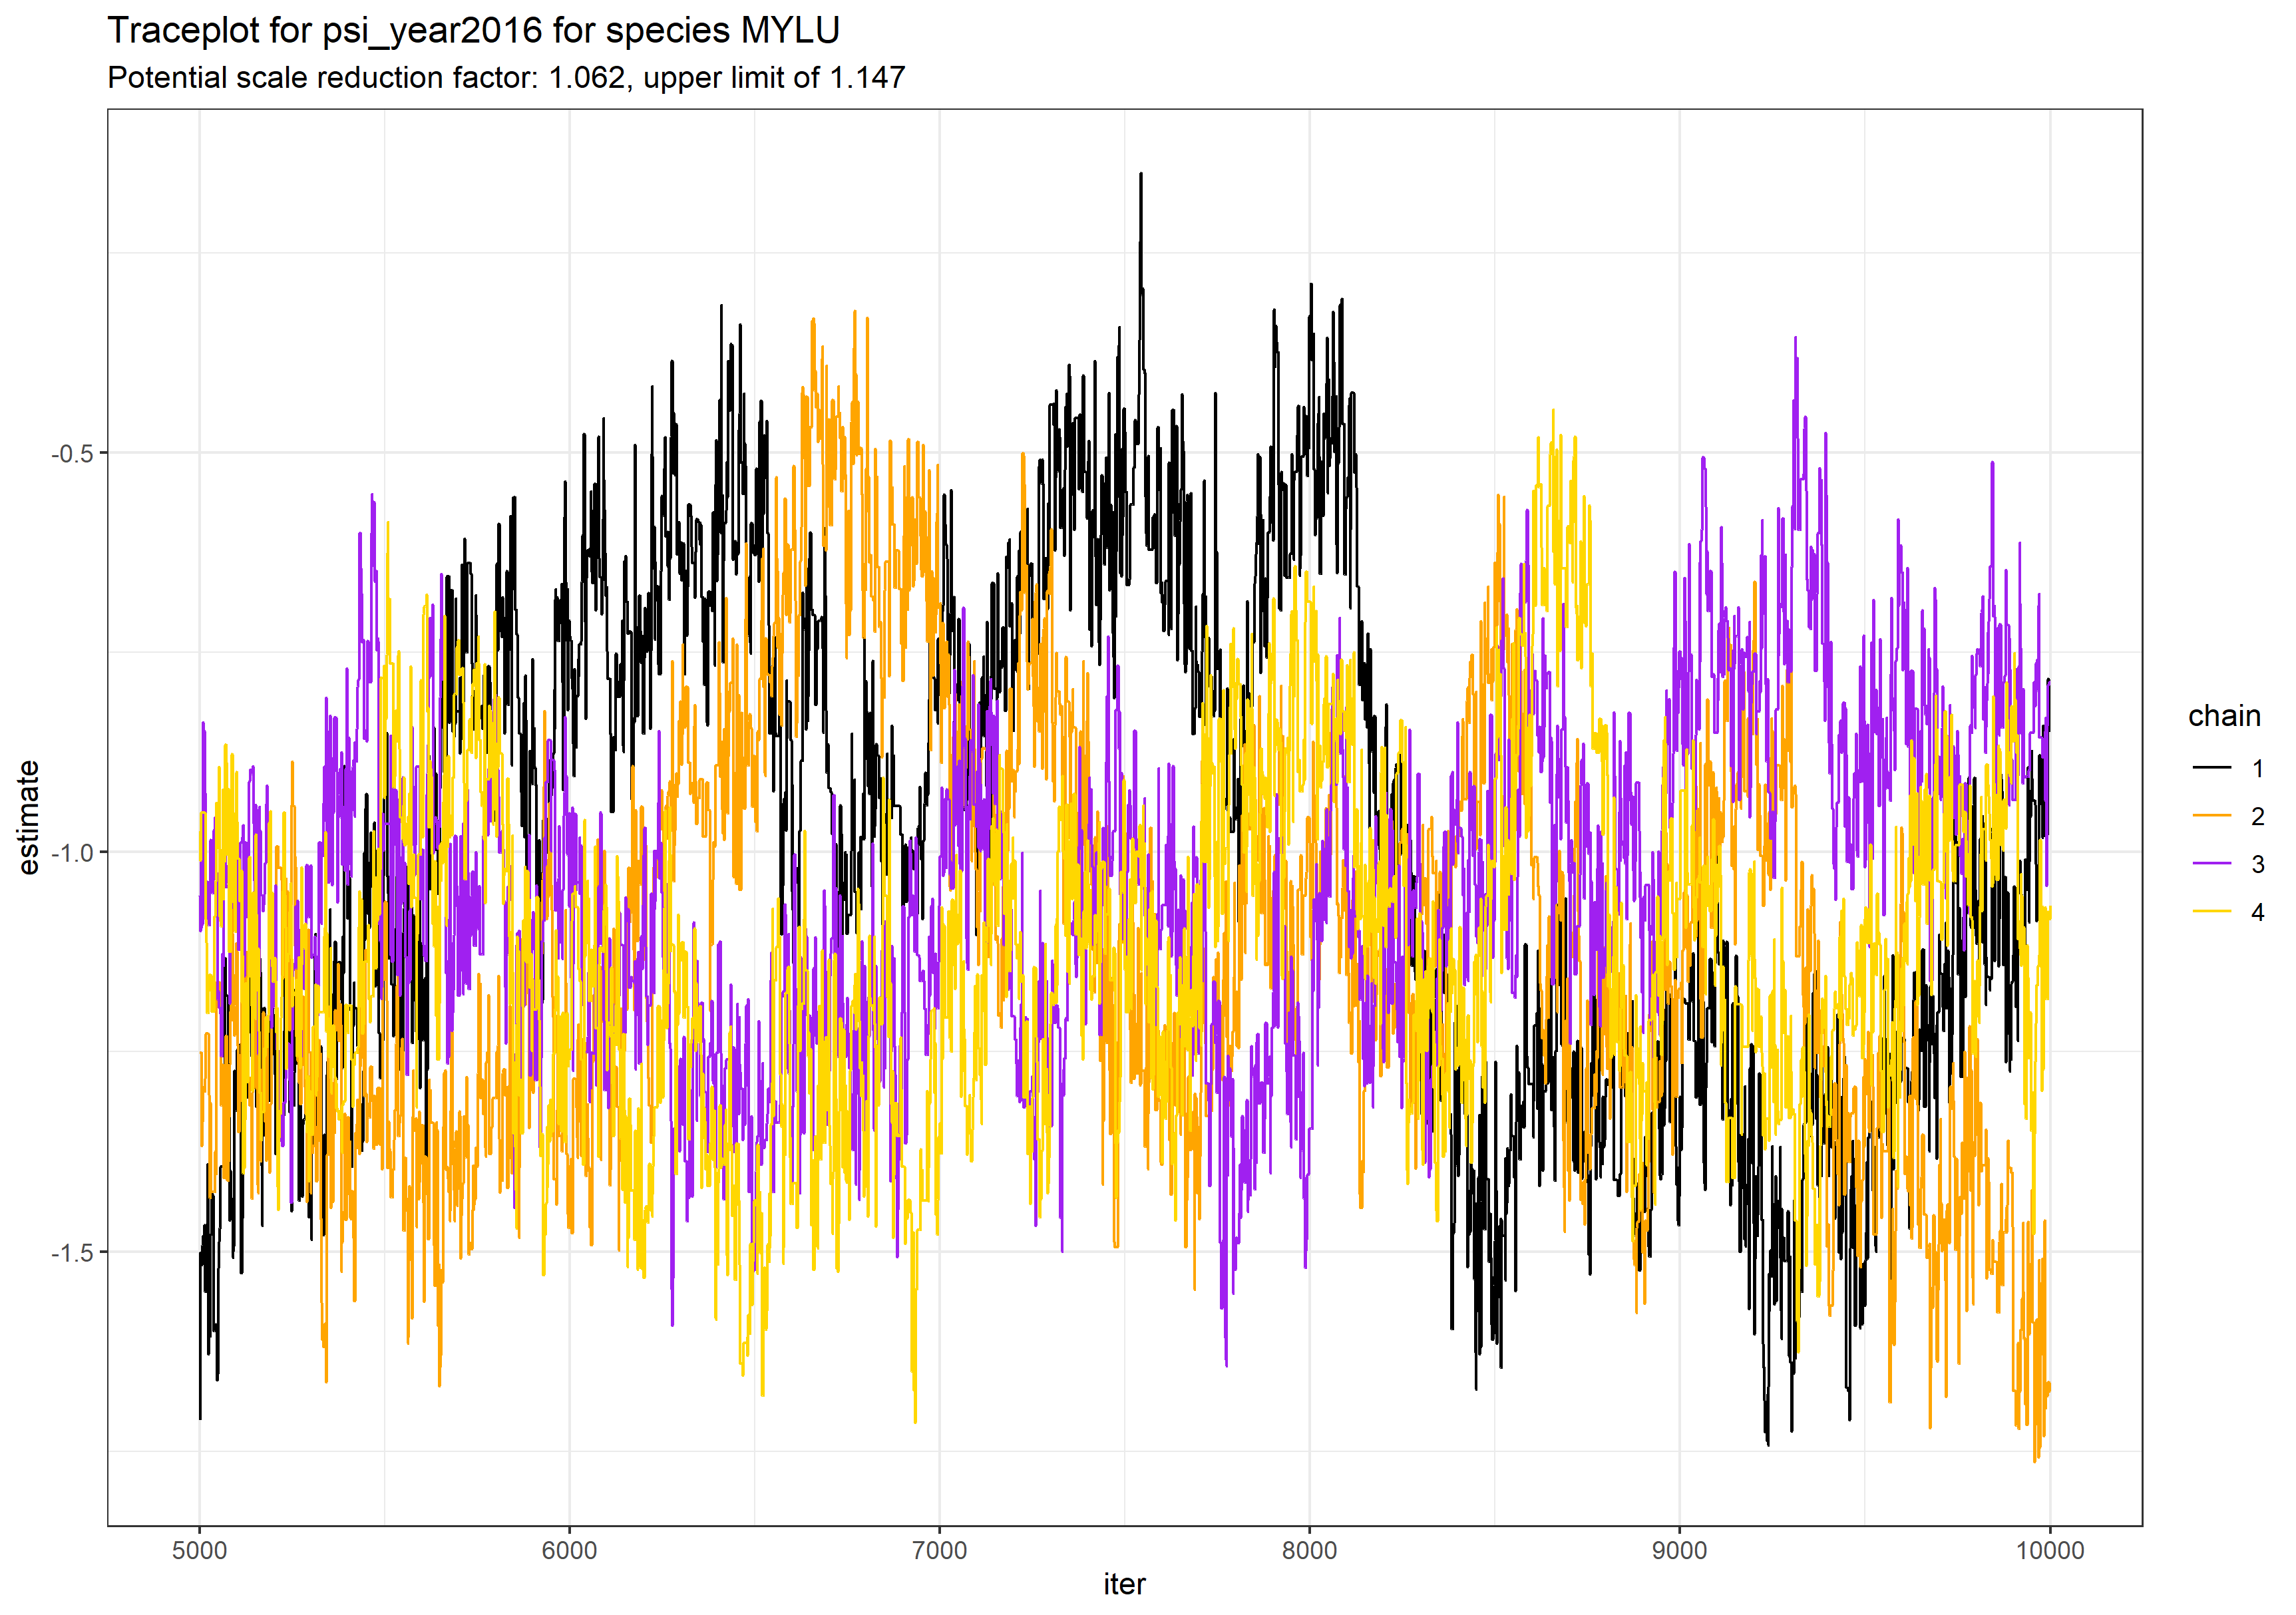 Traceplot for psi_year2016 for species MYLU
Potential scale reduction factor: 1.062, upper limit of 1.147
estimate
-0.5
-1.0
-1.5
5000 6000 7000 8000 9000 10000
iter
chain
1
2
3
4